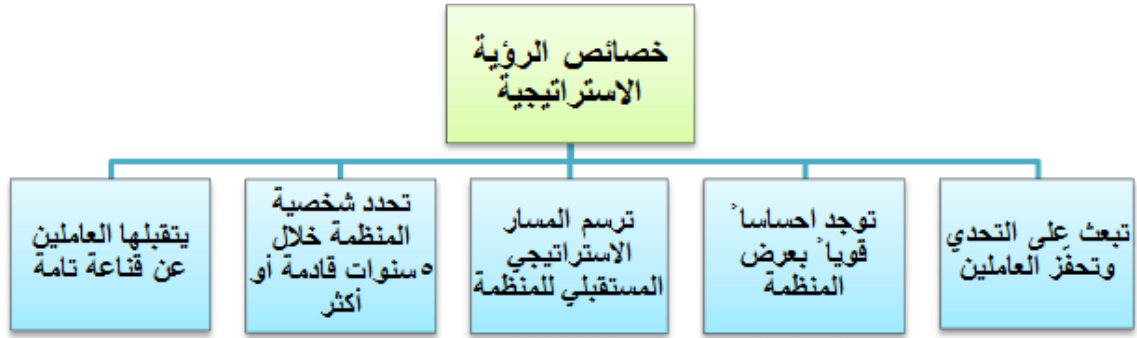 خصائص الرؤية
الاستراتيجية
تبعث على التحدي
وتحفّز العاملين
توجد احساساً
قوياً بعرض
المنظمة
ترسم المسار
الاستراتيجي
المستقبلي للمنظمة
تحدد شخصية
المنظمة خلال
٥سنوات قادمة أو
أكثر
يتقبلها العاملين
عن قناعة تامة